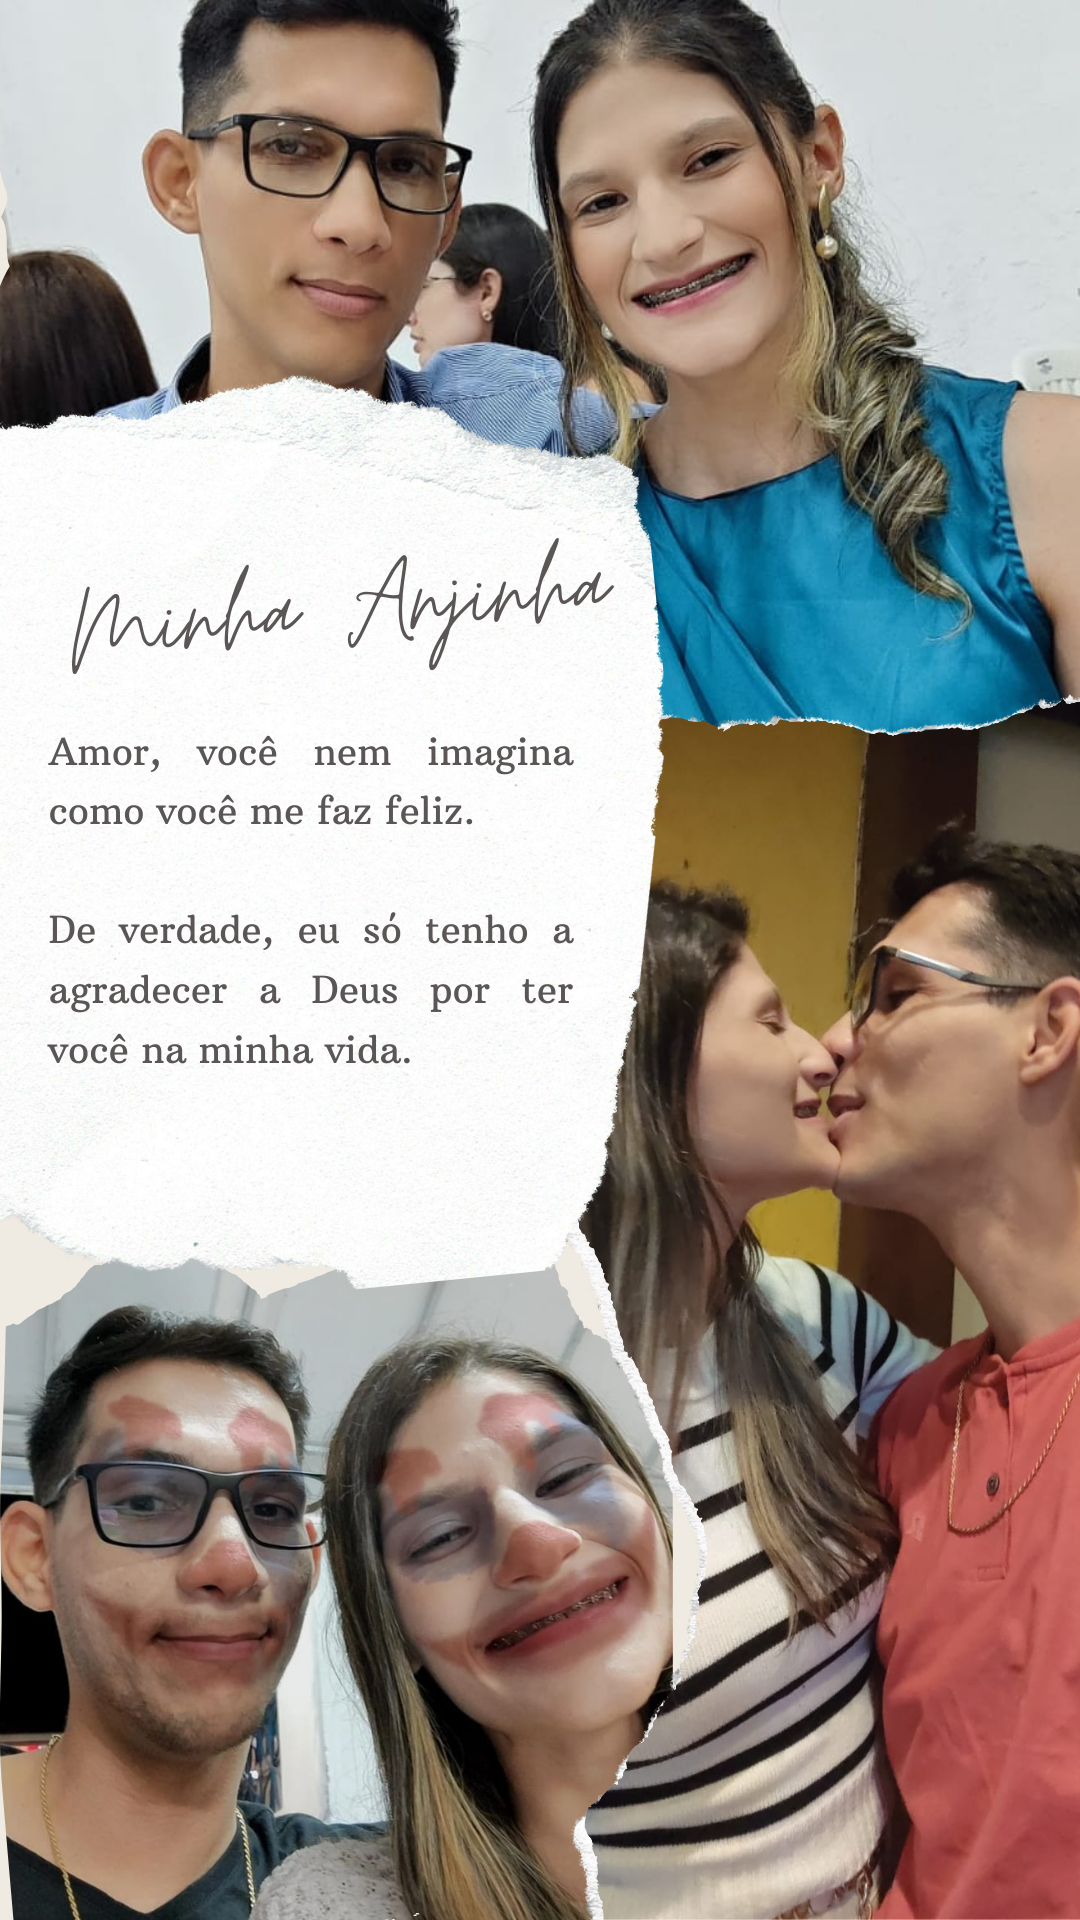 Minha Anjinha
Amor, você nem imagina
como você me faz feliz.
De verdade, eu só tenho a
agradecer a Deus por ter
você na minha vida.